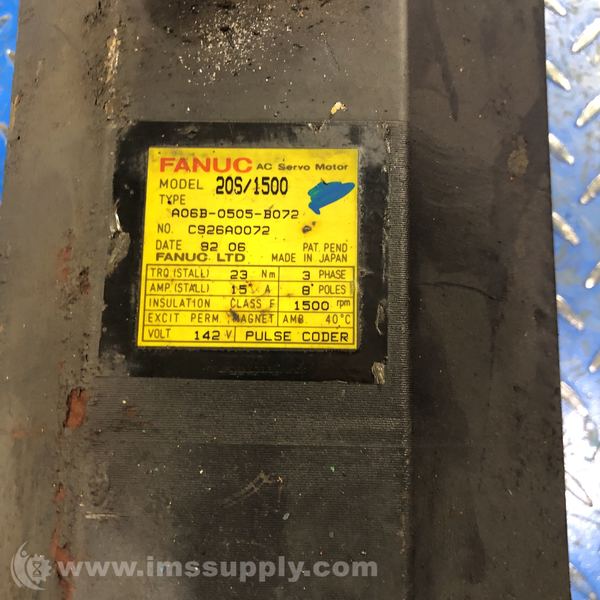 FANUC AC Servo Motor
MODEL 20S/1500
TYPE
A06B-0505-B072
NO. C926A0072
DATE 92 06 PAT. PEND
FANUC LTD MADE IN JAPAN
TRQ (STALL) 23 Nm 3 PHASE
AMP. (STALL) 15 A 8 POLES
INSULATION CLASS F 1500 rpm
EXCIT PERM. MAGNET AMB 40°C
VOLT 142 V PULSE CODER
www.imssupply.com